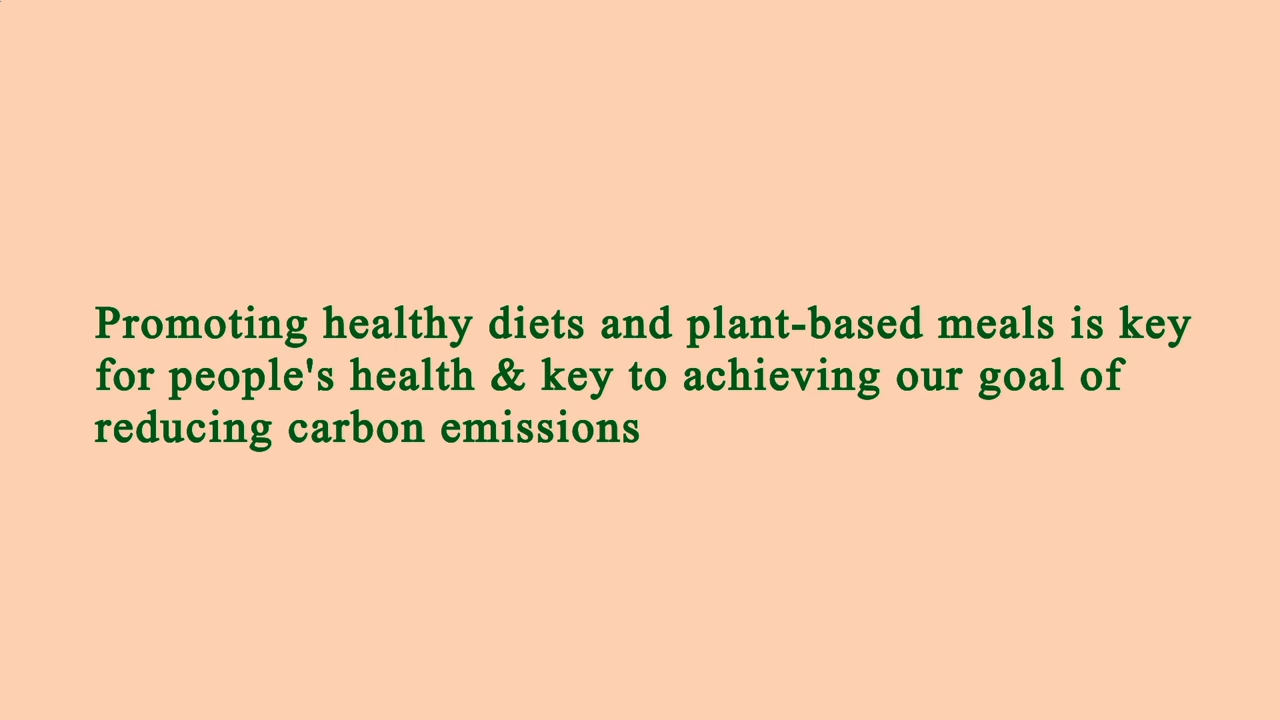 Promoting healthy diets and plant-based meals is key
for people's health & key to achieving our goal of
reducing carbon emissions